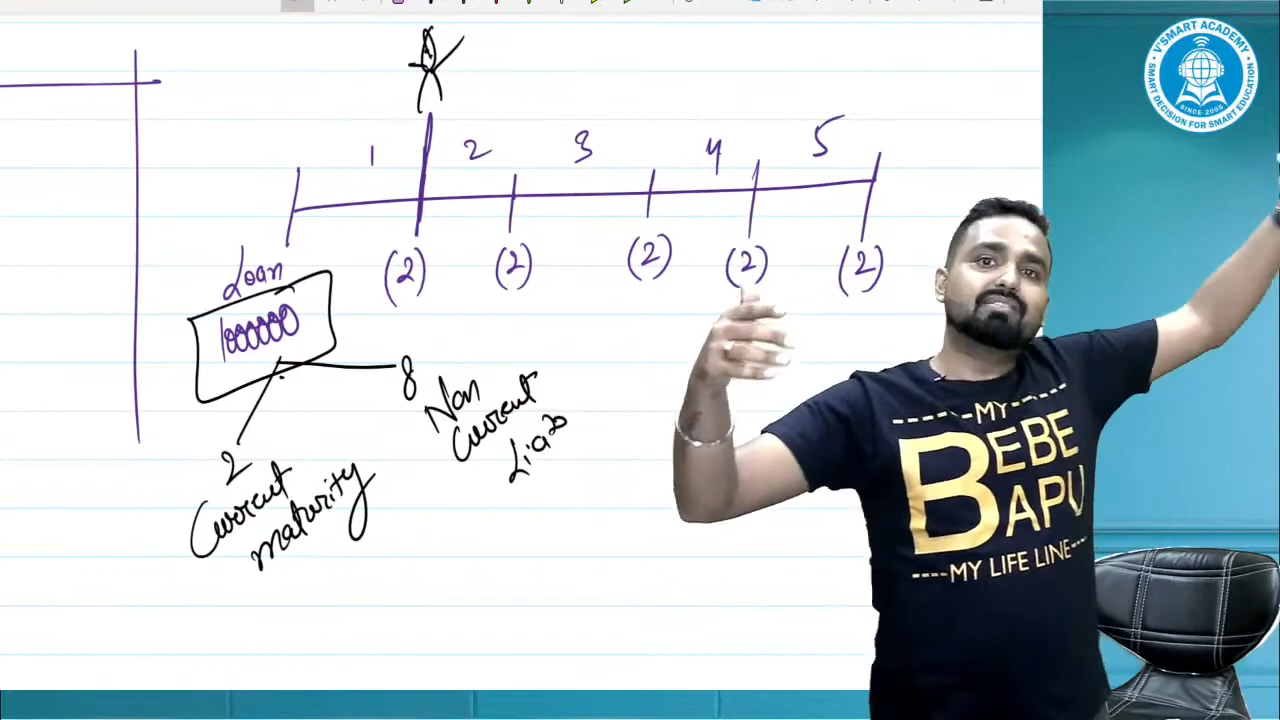 1
2
3
4
5
Loan
(2)
(2)
(2)
(2)
(2)
1000000
8
Non
Current
Liab
2
Current
maturity
V'SMART ACADEMY
SMART DECISION FOR SMART EDUCATION
SINCE-2005
MY
BEBE
BAPU
MY LIFE LINE